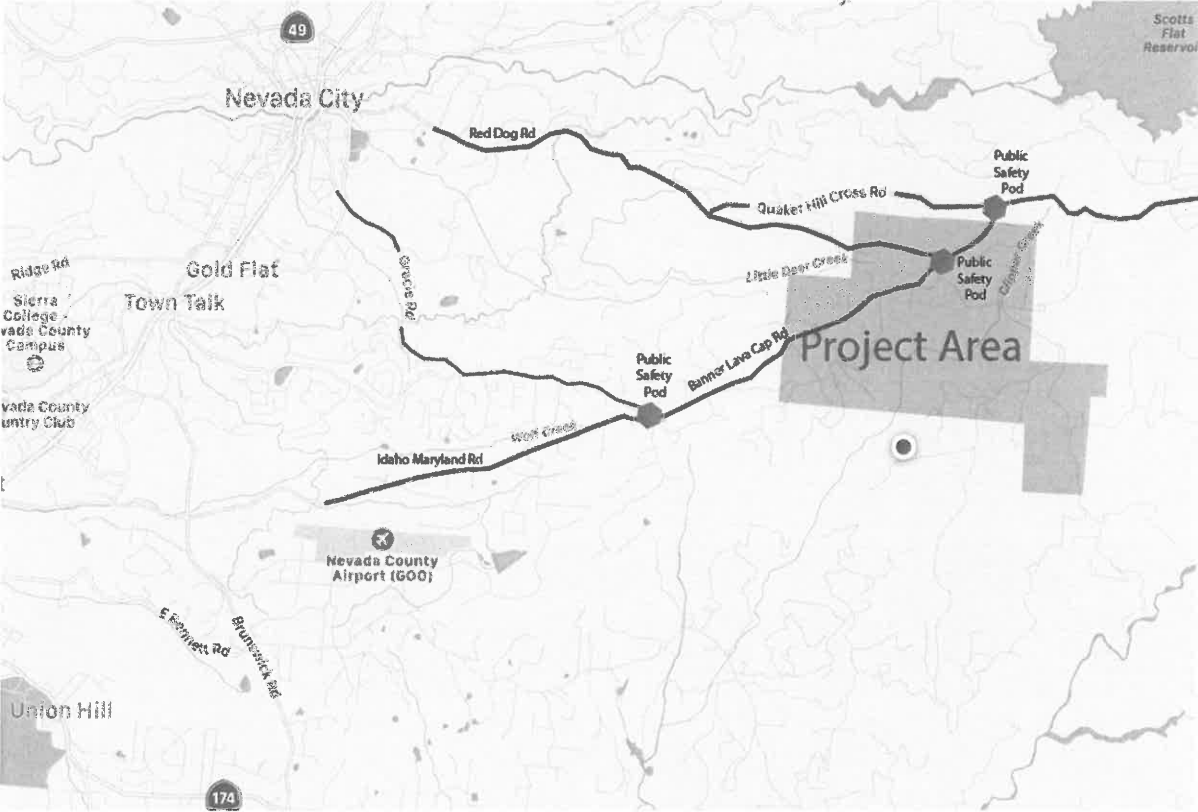 49
Scotts
Flat
Reservoi
Nevada City
Red Dog Rd
Public
Safety
Pod
Quaker Hill Cross Rd
Ridge Rd
Gold Flat
Little Deer Creek
Public
Safety
Pod
Clipper Creek
Sierra
College -
vada County
Campus
Town Talk
Gracie Rd
Project Area
Banner Lava Cap Rd
Public
Safety
Pod
vada County
untry Club
Wolf Creek
Idaho Maryland Rd
t
Nevada County
Airport (GOO)
E Bennett Rd
Brunswick Rd
Union Hill
174